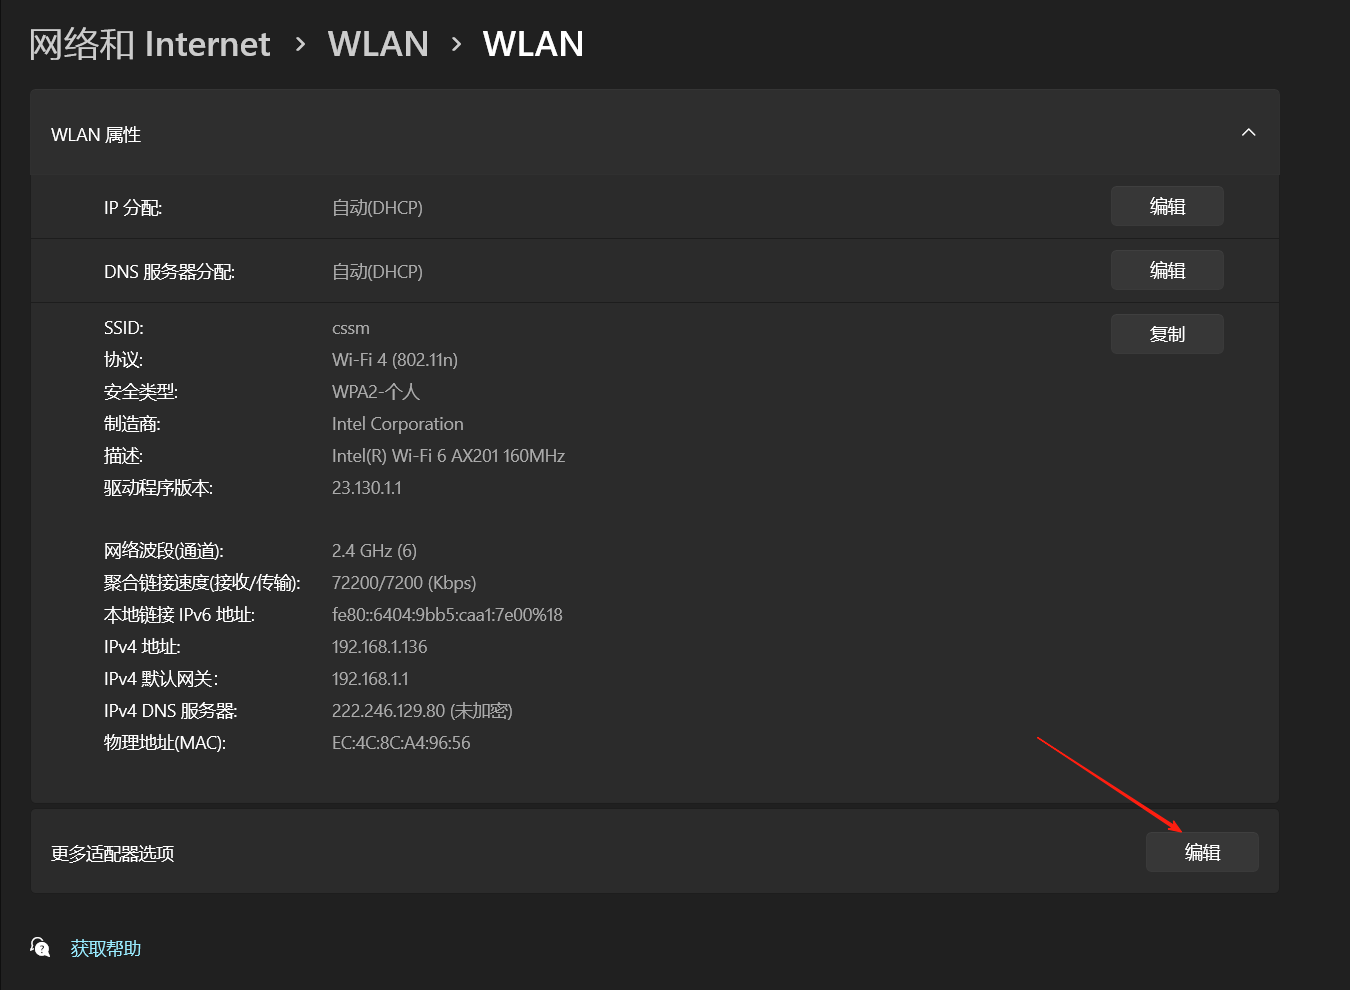 网络和 Internet › WLAN › WLAN
WLAN 属性
IP 分配: 自动(DHCP) 编辑
DNS 服务器分配: 自动(DHCP) 编辑
SSID: cssm 复制
协议: Wi-Fi 4 (802.11n)
安全类型: WPA2-个人
制造商: Intel Corporation
描述: Intel(R) Wi-Fi 6 AX201 160MHz
驱动程序版本: 23.130.1.1
网络波段(通道): 2.4 GHz (6)
聚合链接速度(接收/传输): 72200/7200 (Kbps)
本地链接 IPv6 地址: fe80::6404:9bb5:caa1:7e00%18
IPv4 地址: 192.168.1.136
IPv4 默认网关: 192.168.1.1
IPv4 DNS 服务器: 222.246.129.80 (未加密)
物理地址(MAC): EC:4C:8C:A4:96:56
更多适配器选项 编辑
获取帮助